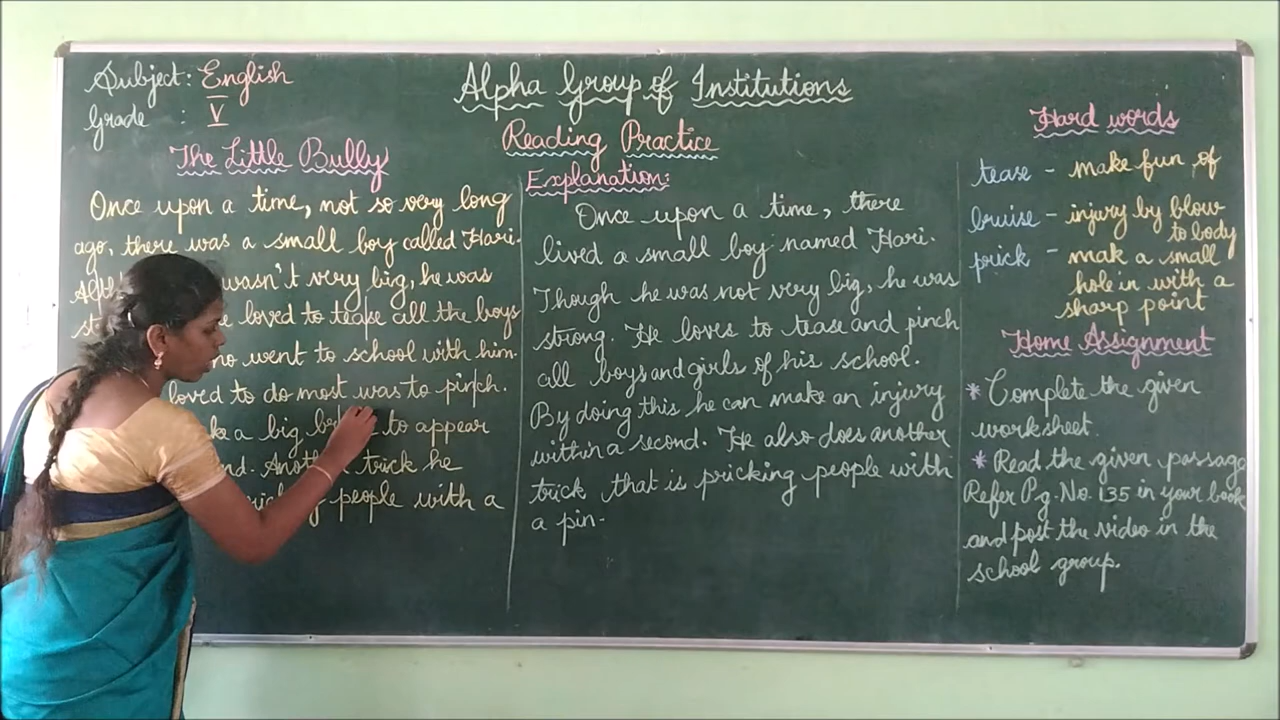 Subject: English
Grade : V
Alpha Group of Institutions
Reading Practice
The Little Bully
Once upon a time, not so very long
ago, there was a small boy called Hari.
wasn't very big, he was
loved to tease all the boys
went to school with him.
loved to do most was to pinch.
a big to appear
trick he
people with a
Explanation:
Once upon a time, there
lived a small boy named Hari.
Though he was not very big, he was
strong. He loves to tease and pinch
all boys and girls of his school.
By doing this he can make an injury
within a second. He also does another
trick that is pricking people with
a pin.
Hard words
tease - make fun of
bruise - injury by blow
to body
prick - make a small
hole in with a
sharp point
Home Assignment
* Complete the given
worksheet.
* Read the given passage
Refer Pg. No. 135 in your book
and post the video in the
school group.